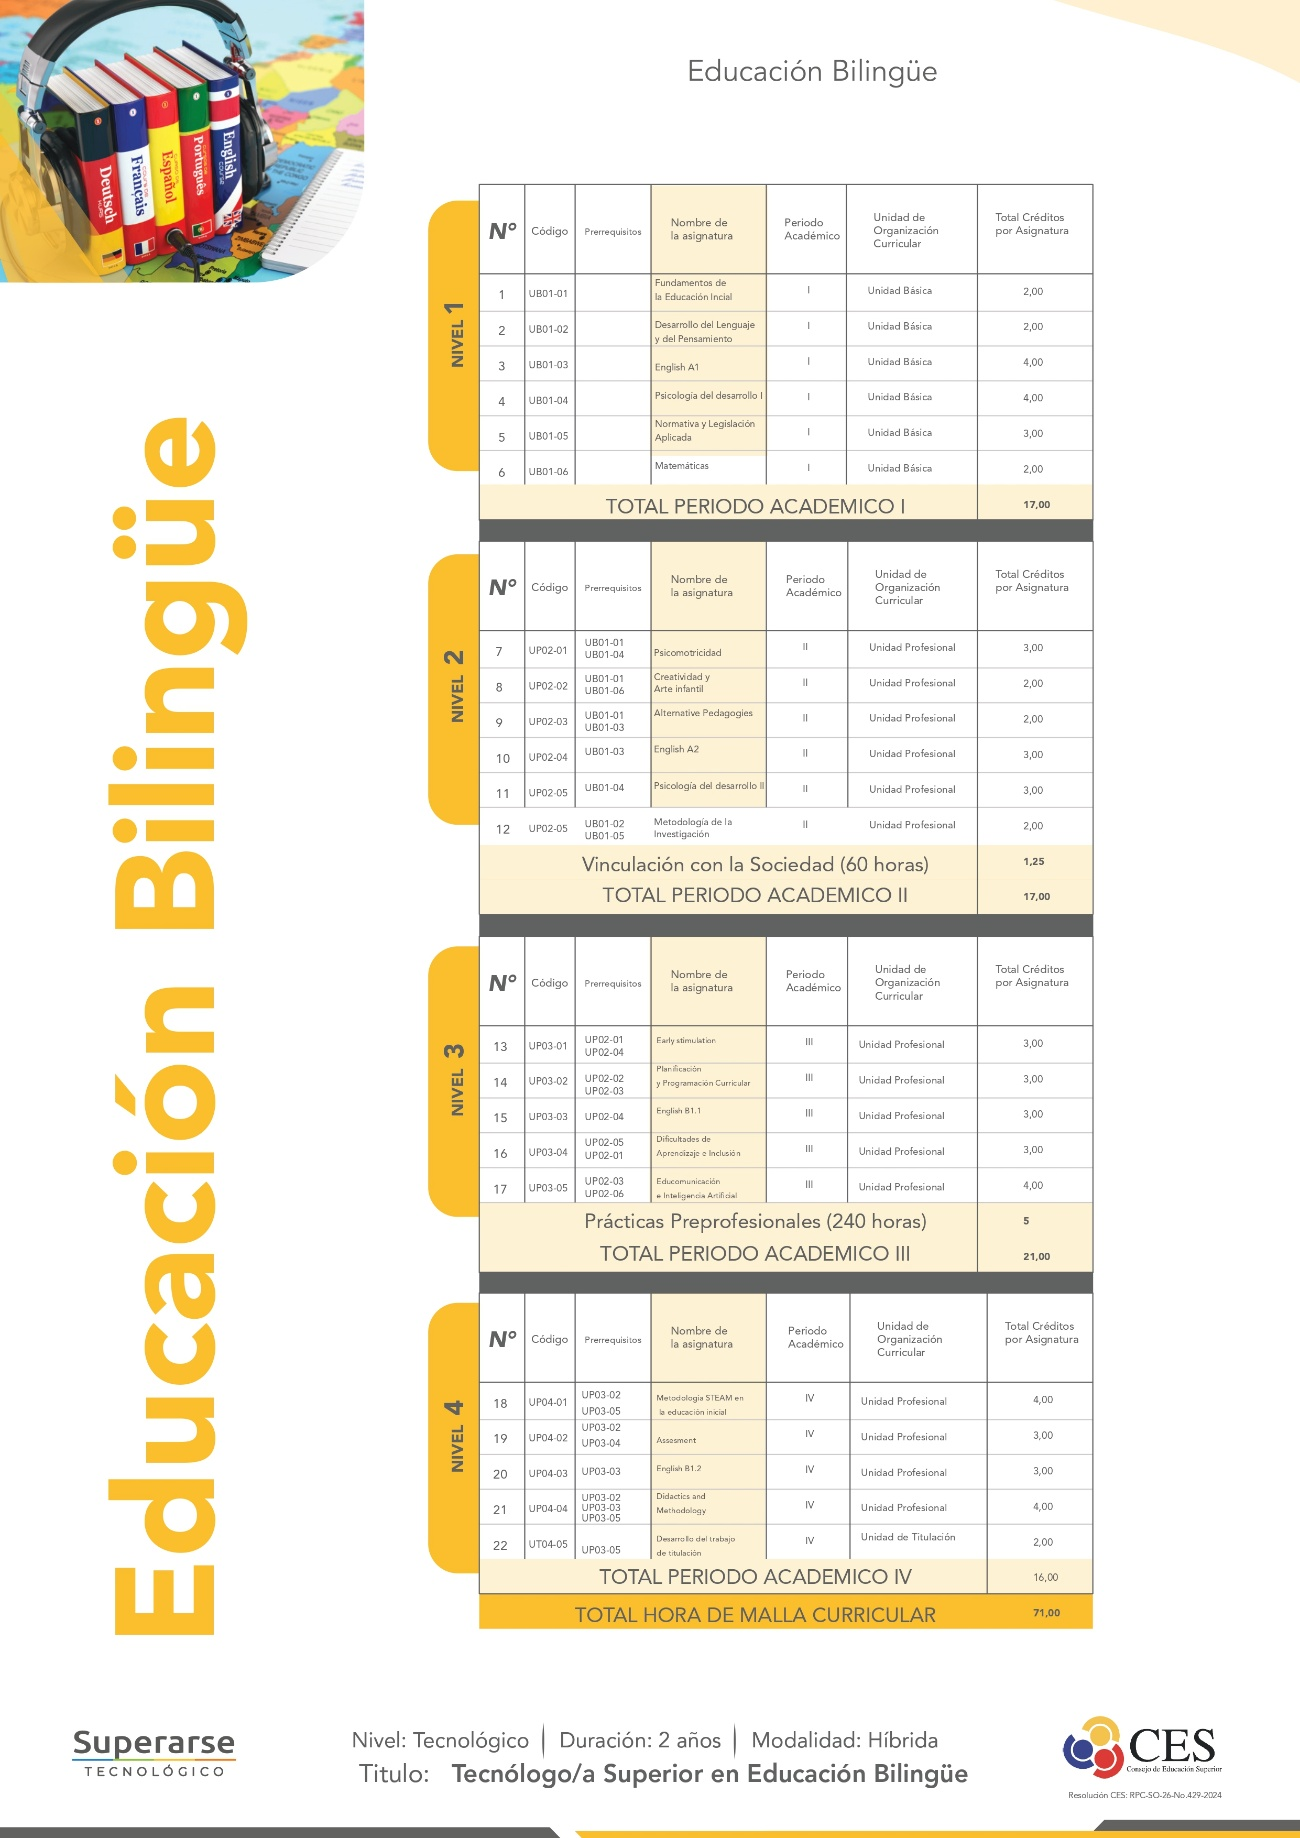 Deutsch
KURS
Français
COURS DE
Español
CURSO DE
Português
English
COURSE
Educación Bilingüe
Educación Bilingüe
NIVEL 1
N° Código Prerrequisitos Nombre de la asignatura Periodo Académico Unidad de Organización Curricular Total Créditos por Asignatura
1 UB01-01 Fundamentos de la Educación Incial I Unidad Básica 2,00
2 UB01-02 Desarrollo del Lenguaje y del Pensamiento I Unidad Básica 2,00
3 UB01-03 English A1 I Unidad Básica 4,00
4 UB01-04 Psicología del desarrollo I I Unidad Básica 4,00
5 UB01-05 Normativa y Legislación Aplicada I Unidad Básica 3,00
6 UB01-06 Matemáticas I Unidad Básica 2,00
TOTAL PERIODO ACADEMICO I 17,00
NIVEL 2
N° Código Prerrequisitos Nombre de la asignatura Periodo Académico Unidad de Organización Curricular Total Créditos por Asignatura
7 UP02-01 UB01-01 UB01-04 Psicomotricidad II Unidad Profesional 3,00
8 UP02-02 UB01-01 UB01-06 Creatividad y Arte infantil II Unidad Profesional 2,00
9 UP02-03 UB01-01 UB01-03 Alternative Pedagogies II Unidad Profesional 2,00
10 UP02-04 UB01-03 English A2 II Unidad Profesional 3,00
11 UP02-05 UB01-04 Psicología del desarrollo II II Unidad Profesional 3,00
12 UP02-05 UB01-02 UB01-05 Metodología de la Investigación II Unidad Profesional 2,00
Vinculación con la Sociedad (60 horas) 1,25
TOTAL PERIODO ACADEMICO II 17,00
NIVEL 3
N° Código Prerrequisitos Nombre de la asignatura Periodo Académico Unidad de Organización Curricular Total Créditos por Asignatura
13 UP03-01 UP02-01 UP02-04 Early stimulation III Unidad Profesional 3,00
14 UP03-02 UP02-02 UP02-03 Planificación y Programación Curricular III Unidad Profesional 3,00
15 UP03-03 UP02-04 English B1.1 III Unidad Profesional 3,00
16 UP03-04 UP02-05 UP02-01 Dificultades de Aprendizaje e Inclusión III Unidad Profesional 3,00
17 UP03-05 UP02-03 UP02-06 Educomunicación e Inteligencia Artificial III Unidad Profesional 4,00
Prácticas Preprofesionales (240 horas) 5
TOTAL PERIODO ACADEMICO III 21,00
NIVEL 4
N° Código Prerrequisitos Nombre de la asignatura Periodo Académico Unidad de Organización Curricular Total Créditos por Asignatura
18 UP04-01 UP03-02 UP03-05 Metodología STEAM en la educación inicial IV Unidad Profesional 4,00
19 UP04-02 UP03-02 UP03-04 Assesment IV Unidad Profesional 3,00
20 UP04-03 UP03-03 English B1.2 IV Unidad Profesional 3,00
21 UP04-04 UP03-02 UP03-03 UP03-05 Didactics and Methodology IV Unidad Profesional 4,00
22 UT04-05 UP03-05 Desarrollo del trabajo de titulación IV Unidad de Titulación 2,00
TOTAL PERIODO ACADEMICO IV 16,00
TOTAL HORA DE MALLA CURRICULAR 71,00
Superarse
TECNOLÓGICO
Nivel: Tecnológico Duración: 2 años Modalidad: Híbrida
Titulo: Tecnólogo/a Superior en Educación Bilingüe
CES
Consejo de Educación Superior
Resolución CES: RPC-SO-26-No.429-2024